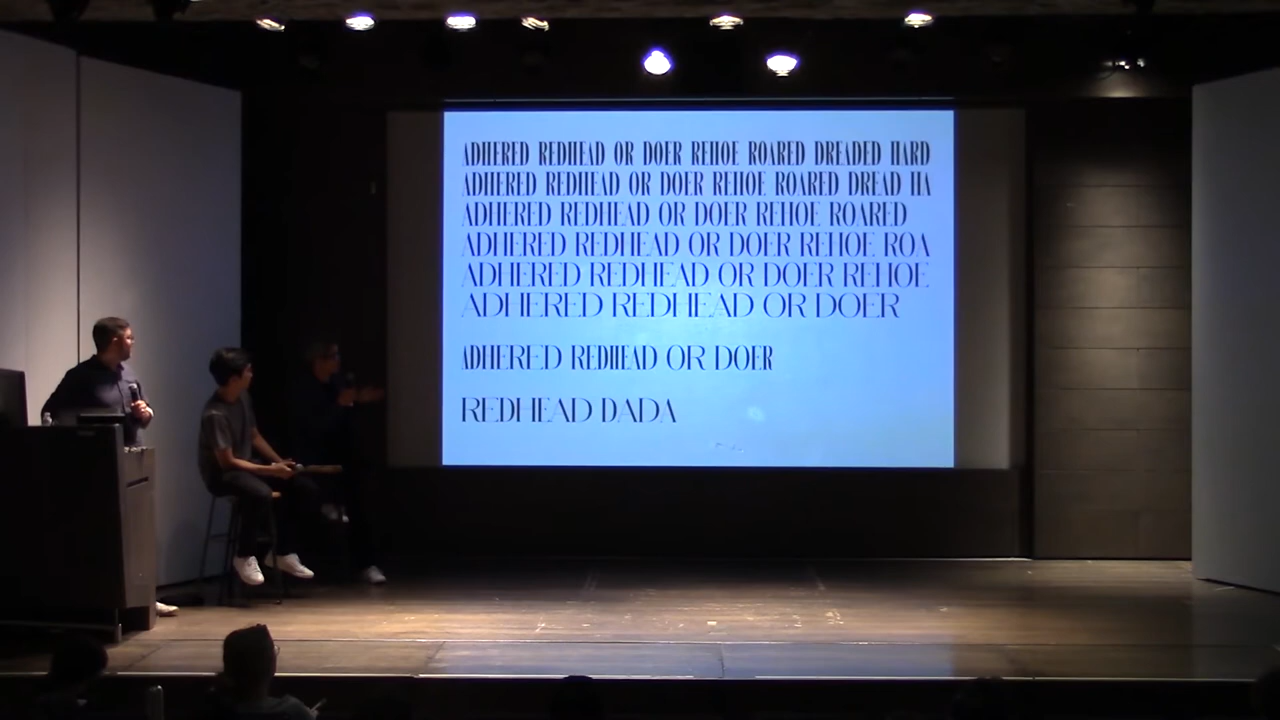 ADHERED REDHEAD OR DOER REHOE ROARED DREADED HARD
ADHERED REDHEAD OR DOER REHOE ROARED DREAD HA
ADHERED REDHEAD OR DOER REHOE ROARED
ADHERED REDHEAD OR DOER REHOE ROA
ADHERED REDHEAD OR DOER REHOE
ADHERED REDHEAD OR DOER
ADHERED REDHEAD OR DOER
REDHEAD DADA